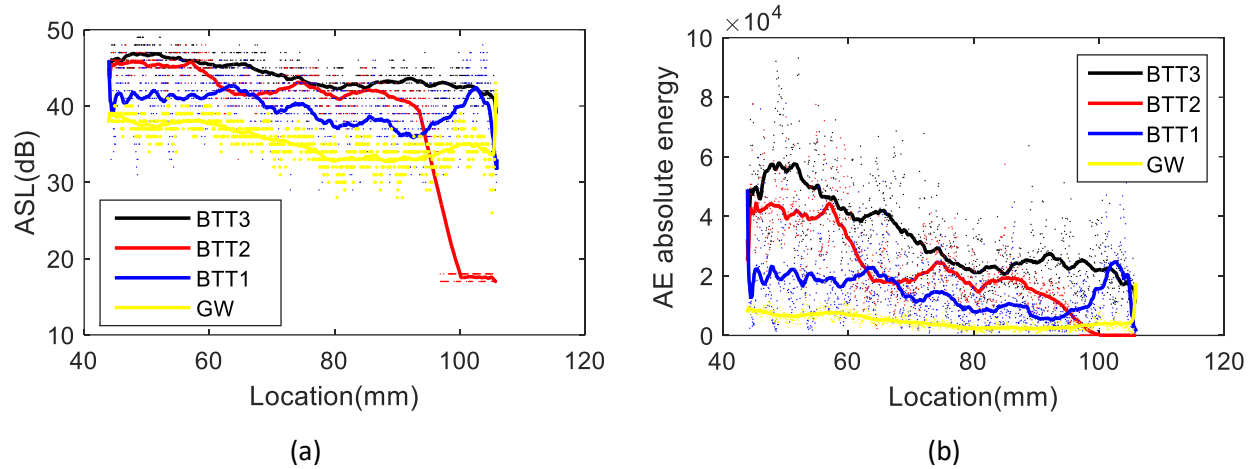 50
40
30
20
10
ASL(dB)
BTT3
BTT2
BTT1
GW
40 60 80 100 120
Location(mm)
(a)
×10⁴
10
8
6
4
2
0
AE absolute energy
BTT3
BTT2
BTT1
GW
40 60 80 100 120
Location(mm)
(b)